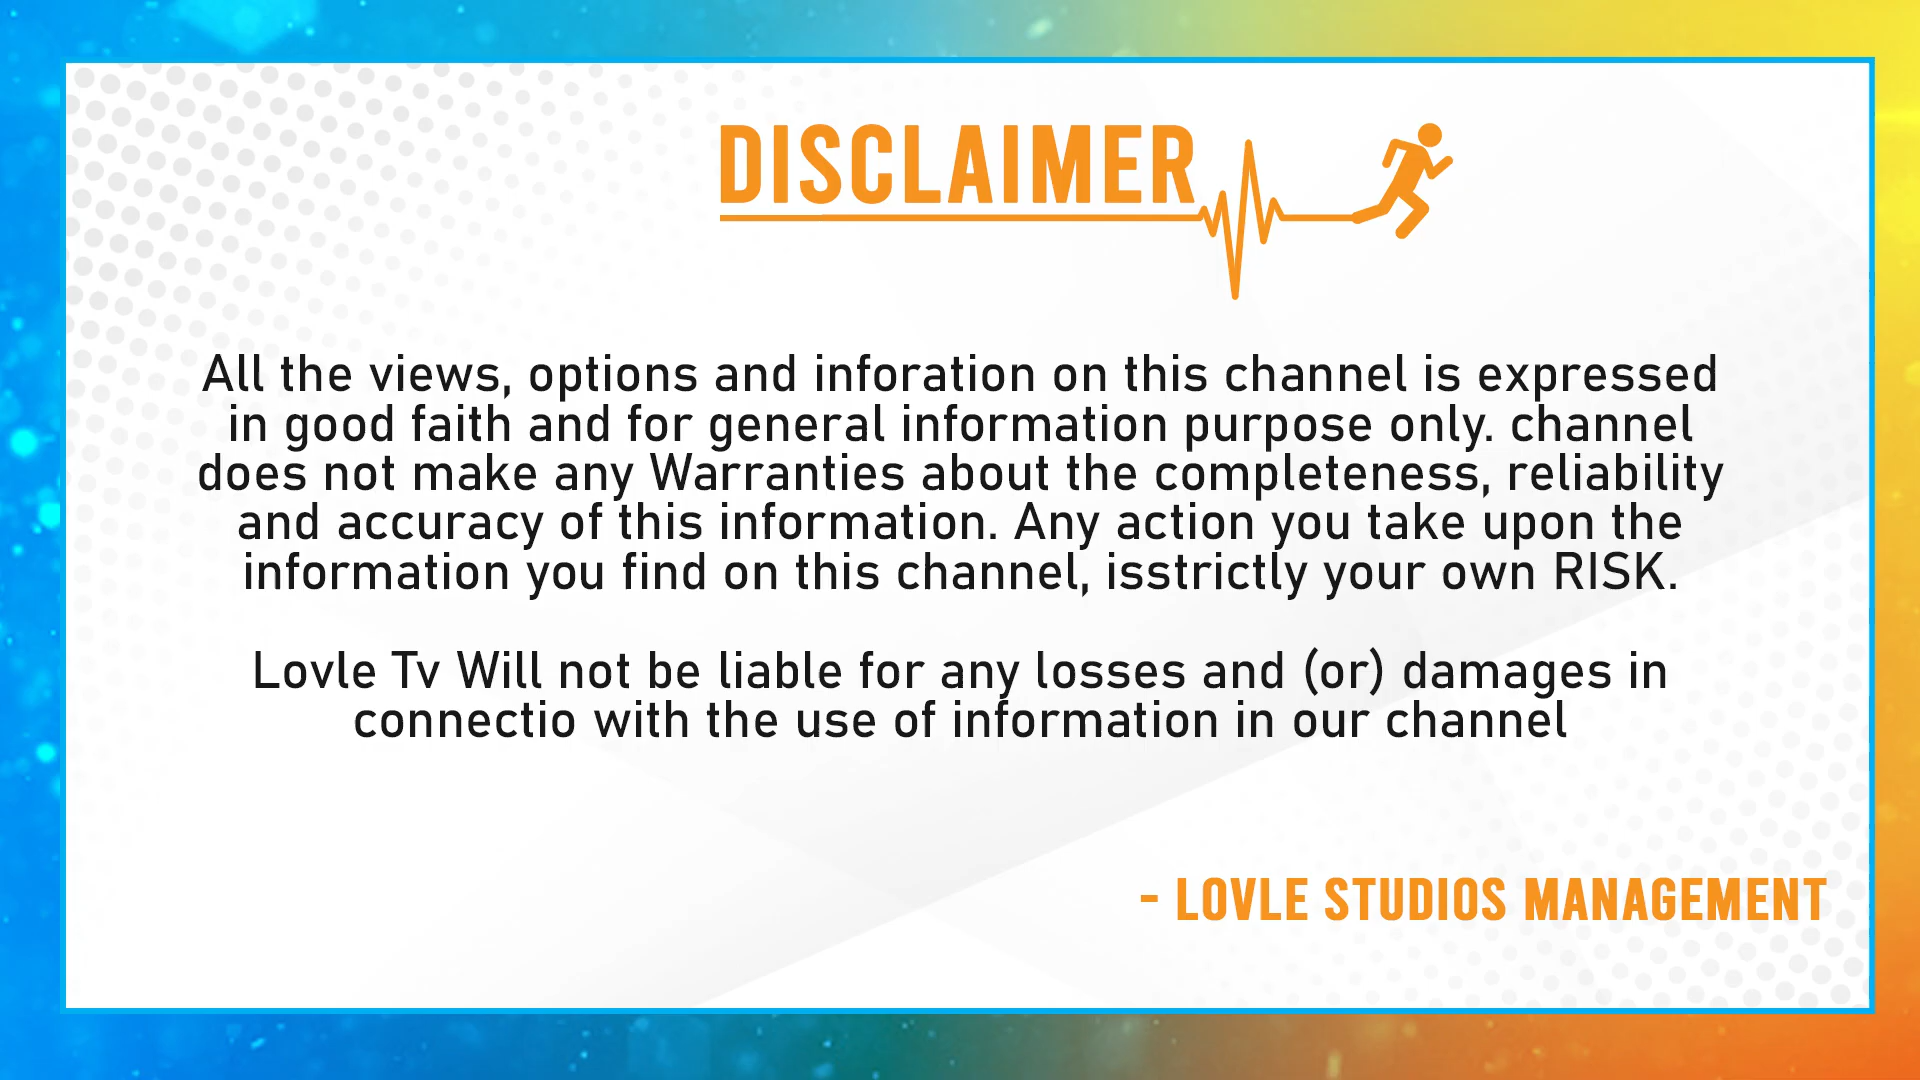 DISCLAIMER
All the views, options and inforation on this channel is expressed
in good faith and for general information purpose only. channel
does not make any Warranties about the completeness, reliability
and accuracy of this information. Any action you take upon the
information you find on this channel, isstrictly your own RISK.
Lovle Tv Will not be liable for any losses and (or) damages in
connectio with the use of information in our channel
- LOVLE STUDIOS MANAGEMENT